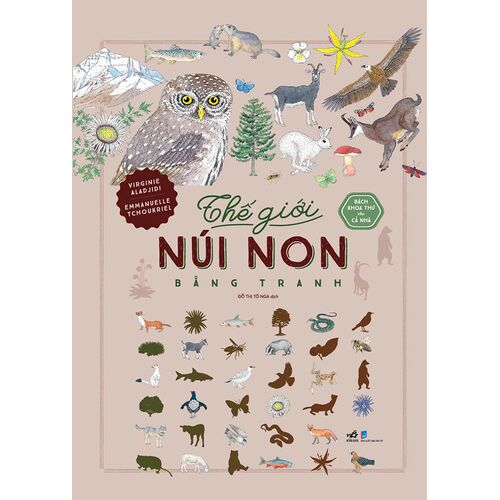 VIRGINIE
ALADJIDI
EMMANUELLE
TCHOUKRIEL
Thế giới
NÚI NON
BẰNG TRANH
ĐỖ THỊ TỐ NGA dịch
BÁCH
KHOA THƯ
cho
CẢ NHÀ